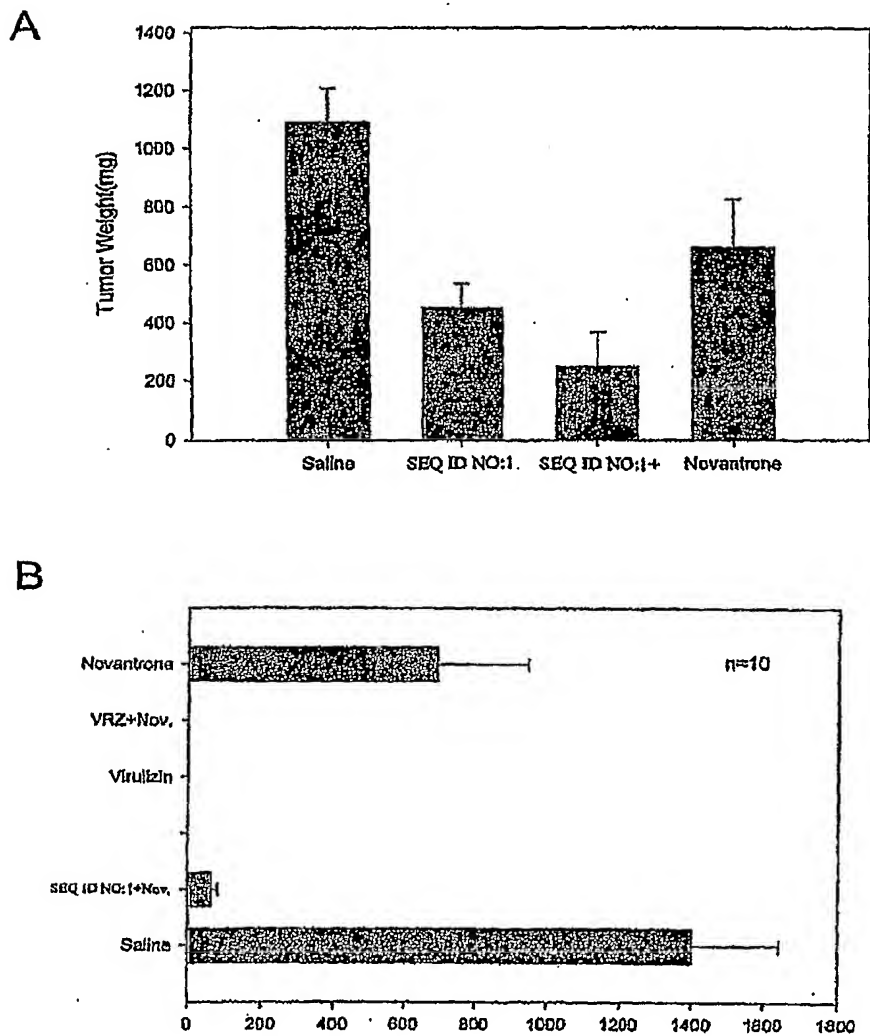 A
1400
1200
1000
800
600
400
200
0
Tumor Weight(mg)
Saline SEQ ID NO:1. SEQ ID NO:1+ Novantrone
B
Novantrone
VRZ+Nov.
Virulizin
SEQ ID NO:1+Nov.
Saline
n=10
0 200 400 600 800 1000 1200 1400 1600 1800